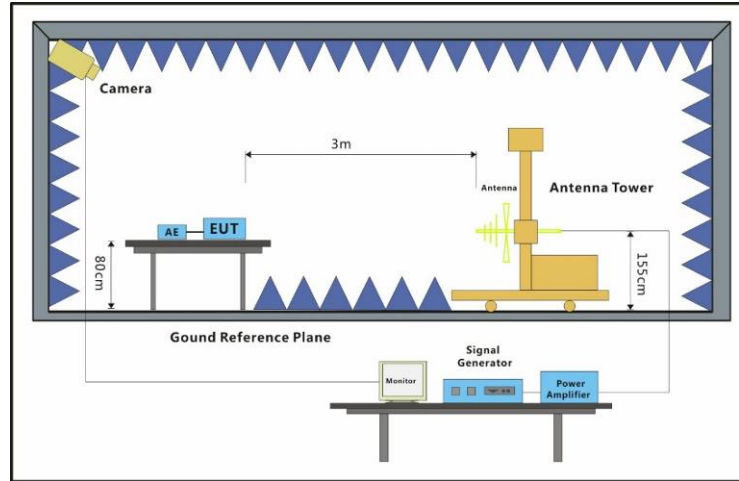 Camera
3m
Antenna
Antenna Tower
AE
EUT
80cm
155cm
Gound Reference Plane
Signal
Generator
Monitor
Power
Amplifier